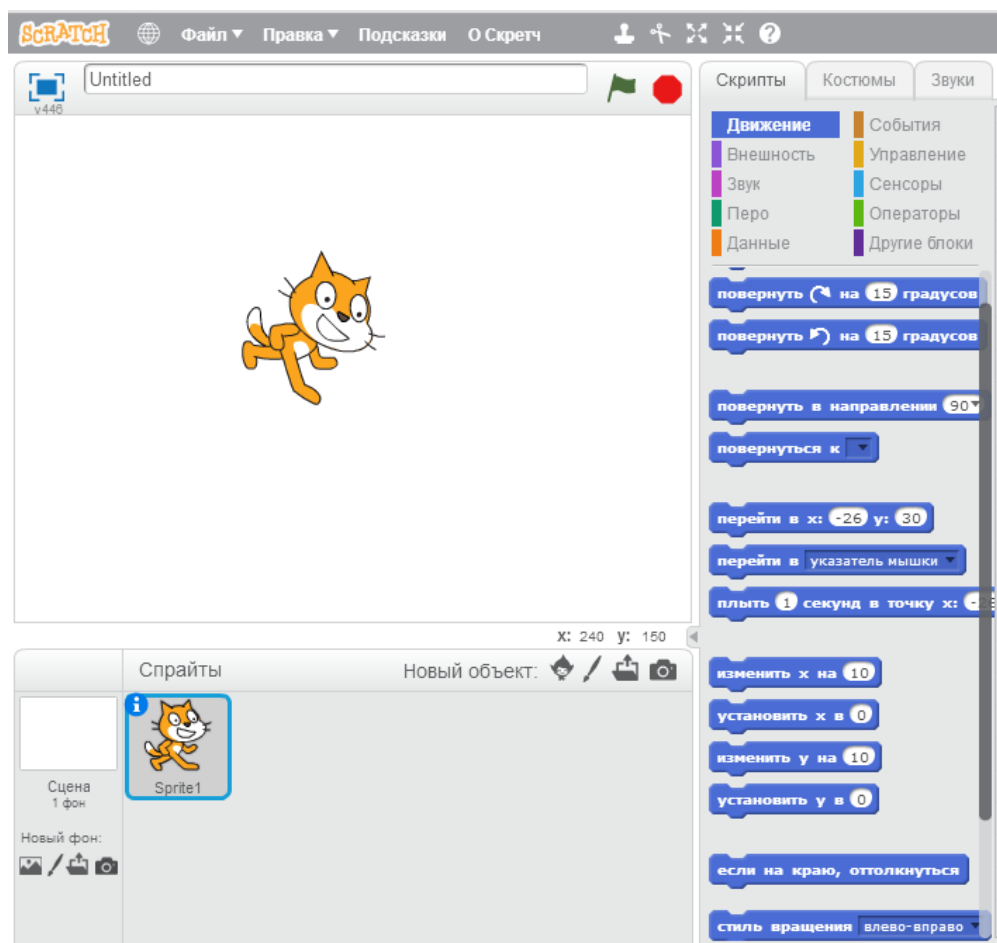 SCRATCH Файл Правка Подсказки О Скретч
Untitled
v446
Скрипты Костюмы Звуки
Движение События
Внешность Управление
Звук Сенсоры
Перо Операторы
Данные Другие блоки
повернуть на 15 градусов
повернуть на 15 градусов
повернуть в направлении 90
повернуться к
перейти в x: -26 y: 30
перейти в указатель мышки
плыть 1 секунд в точку x:
изменить x на 10
установить x в 0
изменить y на 10
установить y в 0
если на краю, оттолкнуться
стиль вращения влево-вправо
X: 240 y: 150
Спрайты Новый объект:
Sprite1
Сцена
1 фон
Новый фон: